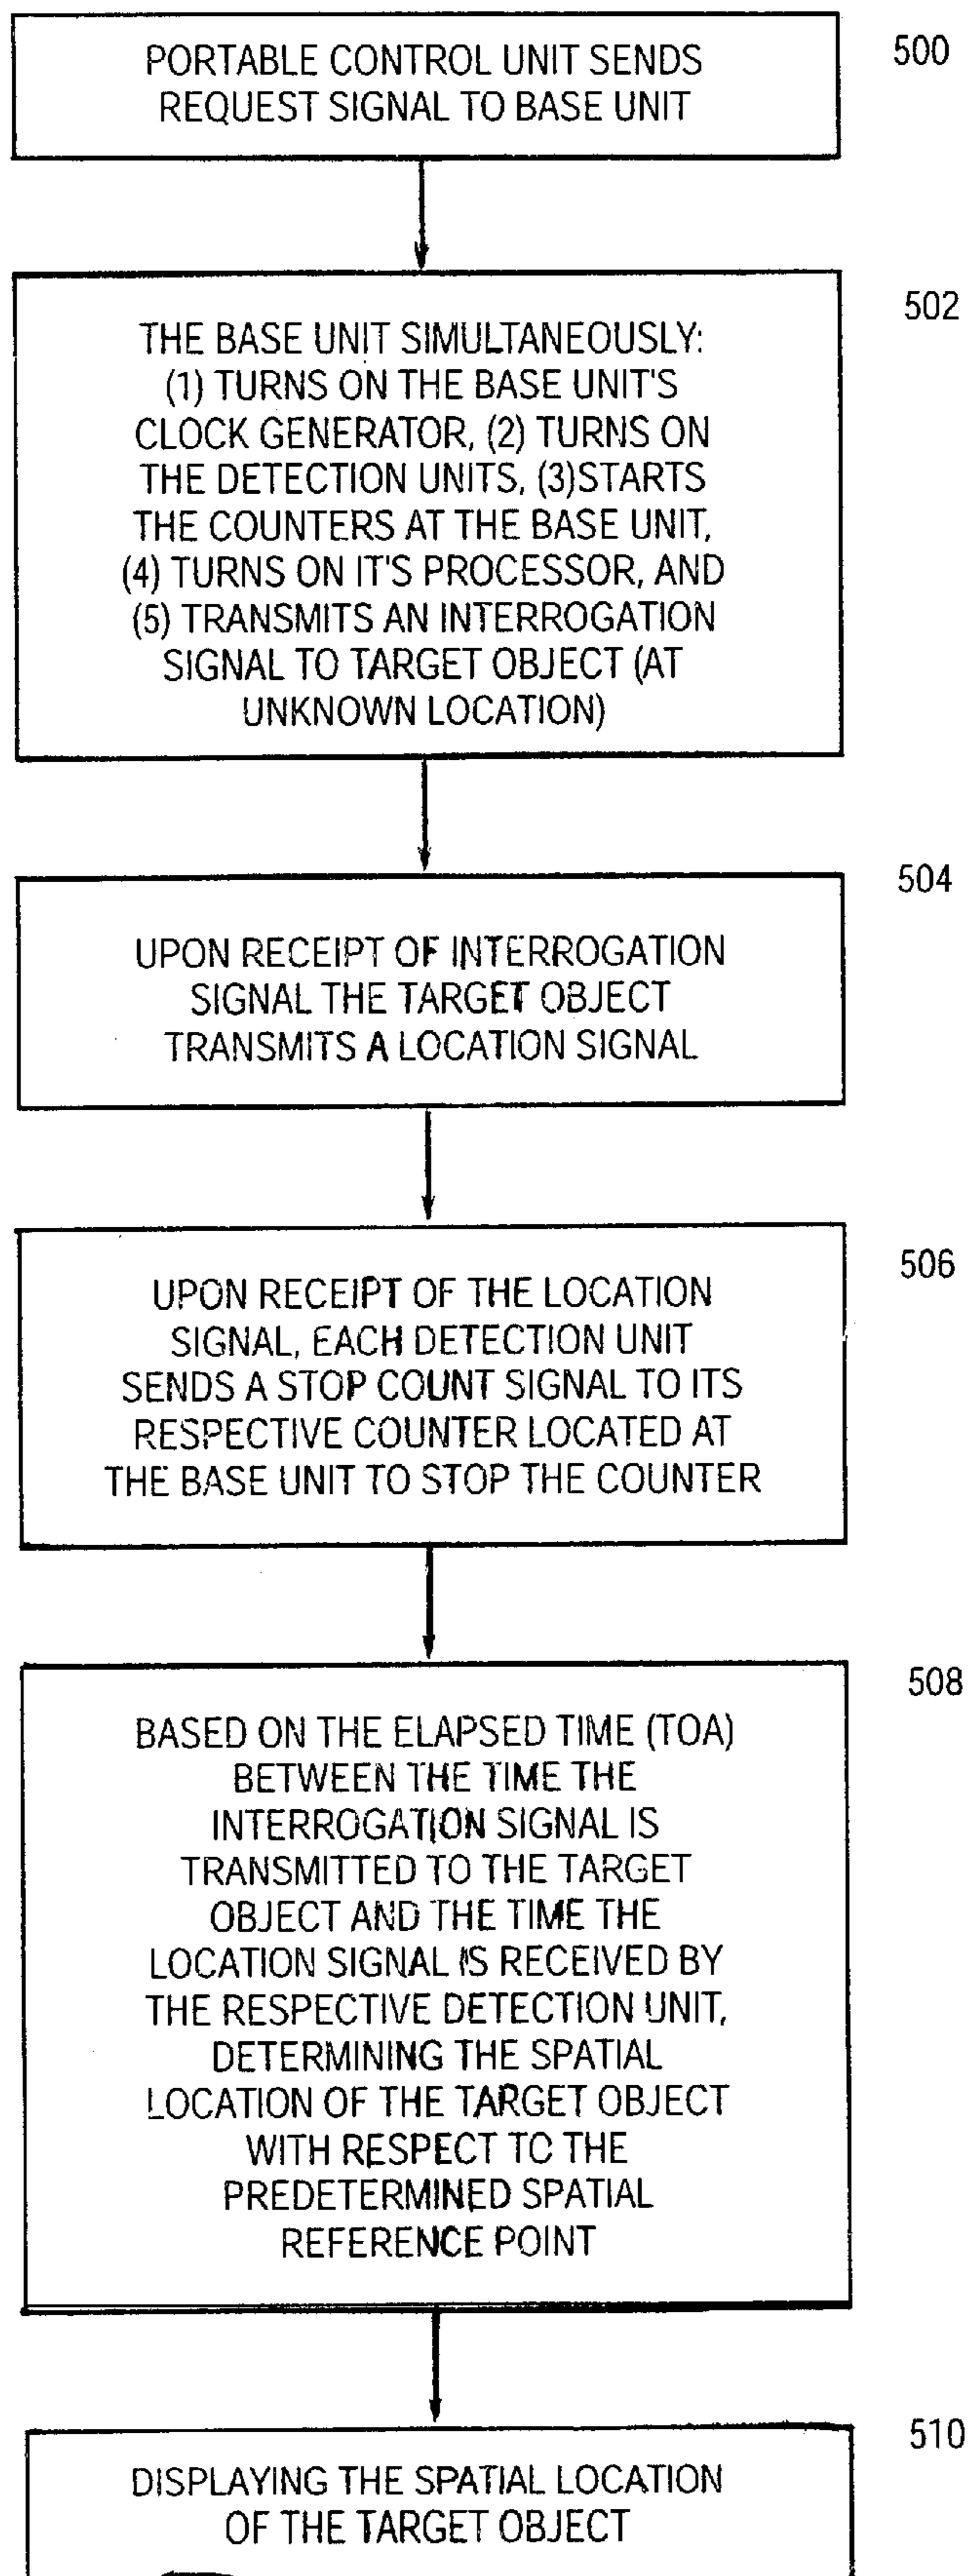 PORTABLE CONTROL UNIT SENDS
REQUEST SIGNAL TO BASE UNIT
500
THE BASE UNIT SIMULTANEOUSLY:
(1) TURNS ON THE BASE UNIT'S
CLOCK GENERATOR, (2) TURNS ON
THE DETECTION UNITS, (3)STARTS
THE COUNTERS AT THE BASE UNIT,
(4) TURNS ON IT'S PROCESSOR, AND
(5) TRANSMITS AN INTERROGATION
SIGNAL TO TARGET OBJECT (AT
UNKNOWN LOCATION)
502
UPON RECEIPT OF INTERROGATION
SIGNAL THE TARGET OBJECT
TRANSMITS A LOCATION SIGNAL
504
UPON RECEIPT OF THE LOCATION
SIGNAL, EACH DETECTION UNIT
SENDS A STOP COUNT SIGNAL TO ITS
RESPECTIVE COUNTER LOCATED AT
THE BASE UNIT TO STOP THE COUNTER
506
BASED ON THE ELAPSED TIME (TOA)
BETWEEN THE TIME THE
INTERROGATION SIGNAL IS
TRANSMITTED TO THE TARGET
OBJECT AND THE TIME THE
LOCATION SIGNAL IS RECEIVED BY
THE RESPECTIVE DETECTION UNIT,
DETERMINING THE SPATIAL
LOCATION OF THE TARGET OBJECT
WITH RESPECT TO THE
PREDETERMINED SPATIAL
REFERENCE POINT
508
DISPLAYING THE SPATIAL LOCATION
OF THE TARGET OBJECT
510